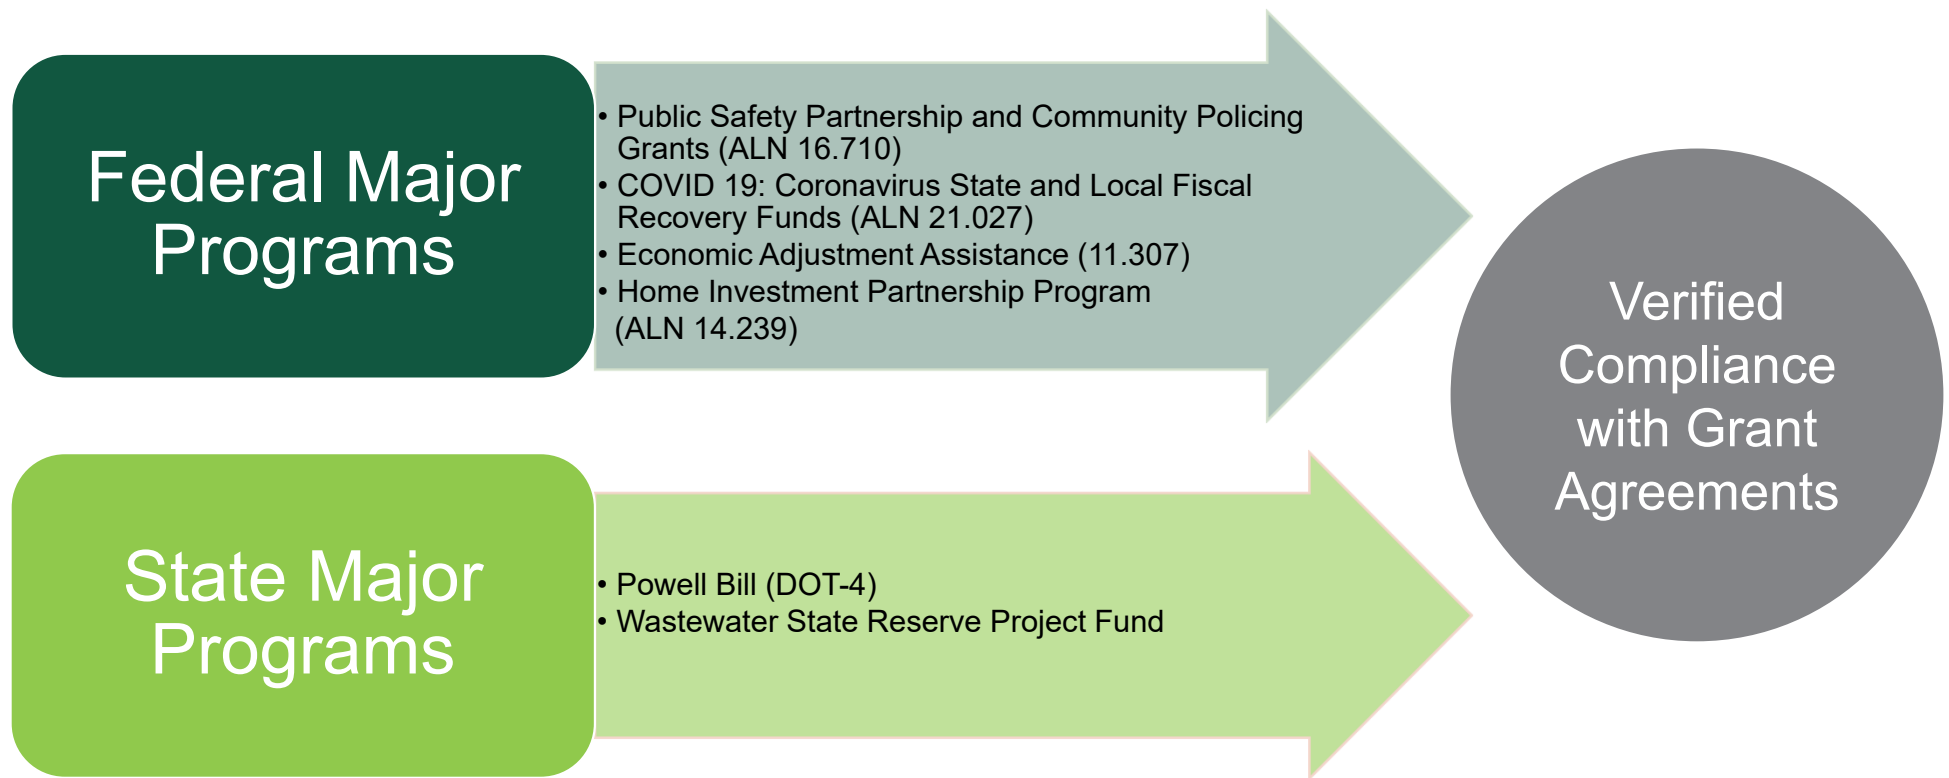 Federal Major
Programs
• Public Safety Partnership and Community Policing
Grants (ALN 16.710)
• COVID 19: Coronavirus State and Local Fiscal
Recovery Funds (ALN 21.027)
• Economic Adjustment Assistance (11.307)
• Home Investment Partnership Program
(ALN 14.239)
State Major
Programs
• Powell Bill (DOT-4)
• Wastewater State Reserve Project Fund
Verified
Compliance
with Grant
Agreements